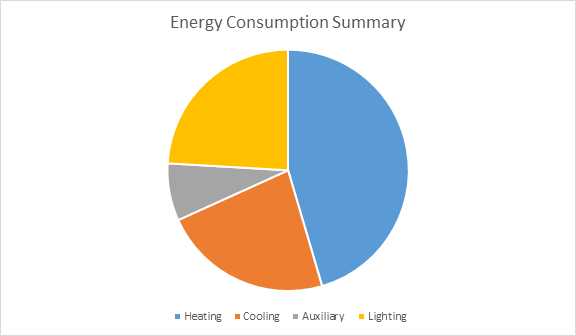 Energy Consumption Summary
Heating Cooling Auxiliary Lighting